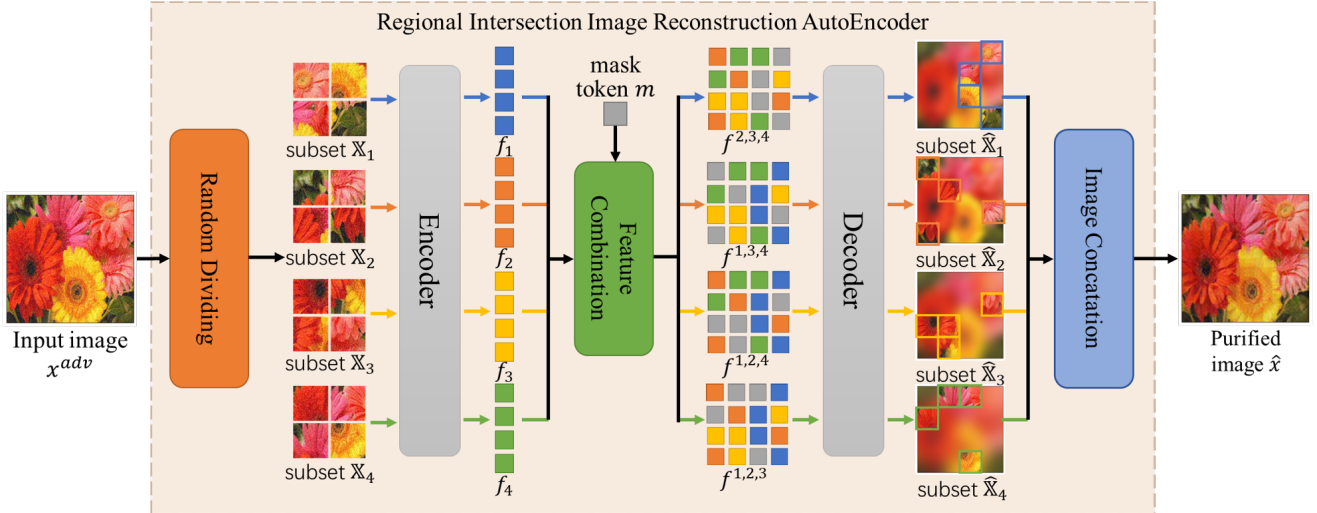 Regional Intersection Image Reconstruction AutoEncoder
Input image
x^{adv}
Random Dividing
subset 𝕏₁
subset 𝕏₂
subset 𝕏₃
subset 𝕏₄
Encoder
f₁
f₂
f₃
f₄
mask
token m
Feature
Combination
f^{2,3,4}
f^{1,3,4}
f^{1,2,4}
f^{1,2,3}
Decoder
subset 𝕏̂₁
subset 𝕏̂₂
subset 𝕏̂₃
subset 𝕏̂₄
Image Concatation
Purified
image x̂